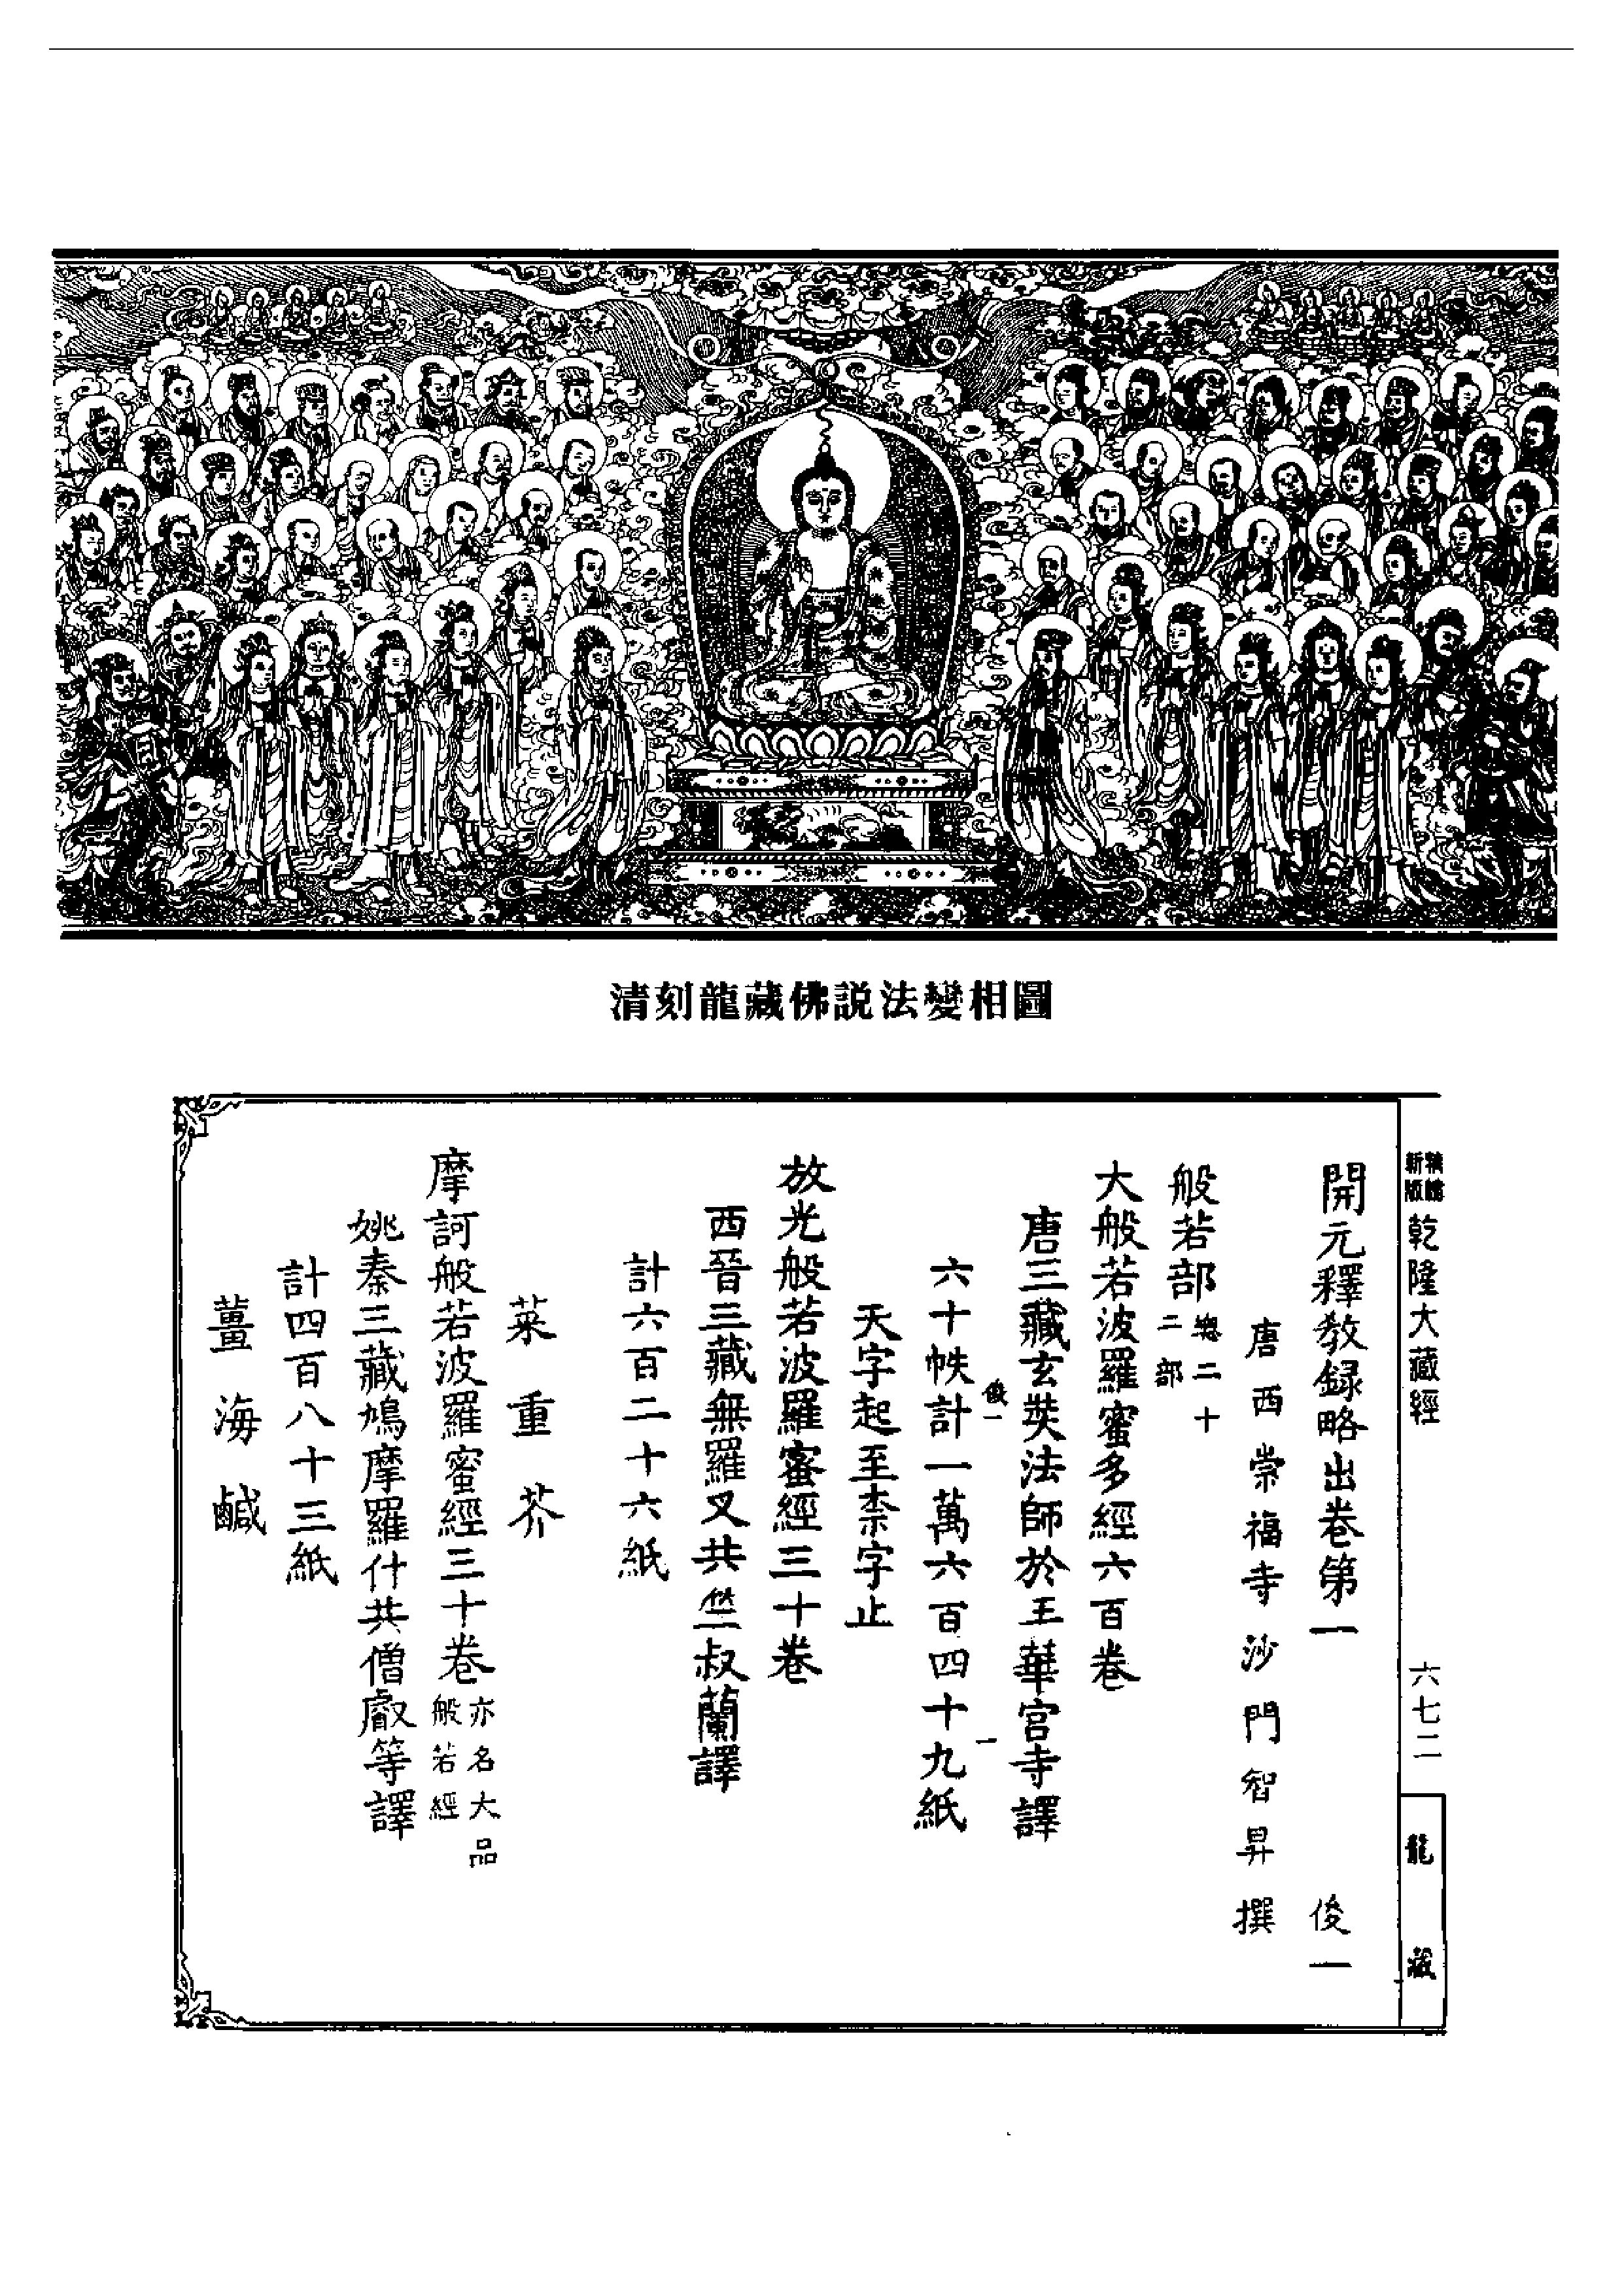 清刻龍藏佛説法變相圖
新版
乾隆大藏經
六七二
龍藏
開元釋教録略出卷第一 俊一
唐西崇福寺沙門智昇撰
般若部總二十二部
大般若波羅蜜多經六百卷
唐三藏玄奘法師於王華宮寺譯
俊一 一
六十帙計一萬六百四十九紙
天字起至柰字止
放光般若波羅蜜經三十卷
西晉三藏無羅叉共竺叔蘭譯
計六百二十六紙
菜重芥
摩訶般若波羅蜜經三十卷亦名大品般若經
姚秦三藏鳩摩羅什共僧叡等譯
計四百八十三紙
薑海鹹